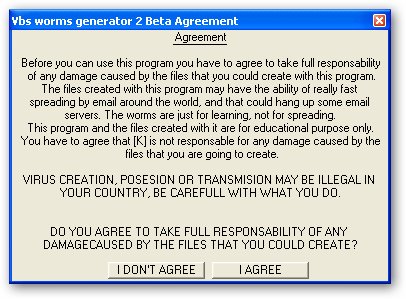 Vbs worms generator 2 Beta Agreement
Agreement
Before you can use this program you have to agree to take full responsability
of any damage caused by the files that you could create with this program.
The files created with this program may have the ability of really fast
spreading by email around the world, and that could hang up some email
servers. The worms are just for learning, not for spreading.
This program and the files created with it are for educational purpose only.
You have to agree that [K] is not responsable for any damage caused by the
files that you are going to create.
VIRUS CREATION, POSESION OR TRANSMISION MAY BE ILLEGAL IN
YOUR COUNTRY, BE CAREFULL WITH WHAT YOU DO.
DO YOU AGREE TO TAKE FULL RESPONSABILITY OF ANY
DAMAGECAUSED BY THE FILES THAT YOU COULD CREATE?
I DON'T AGREE
I AGREE